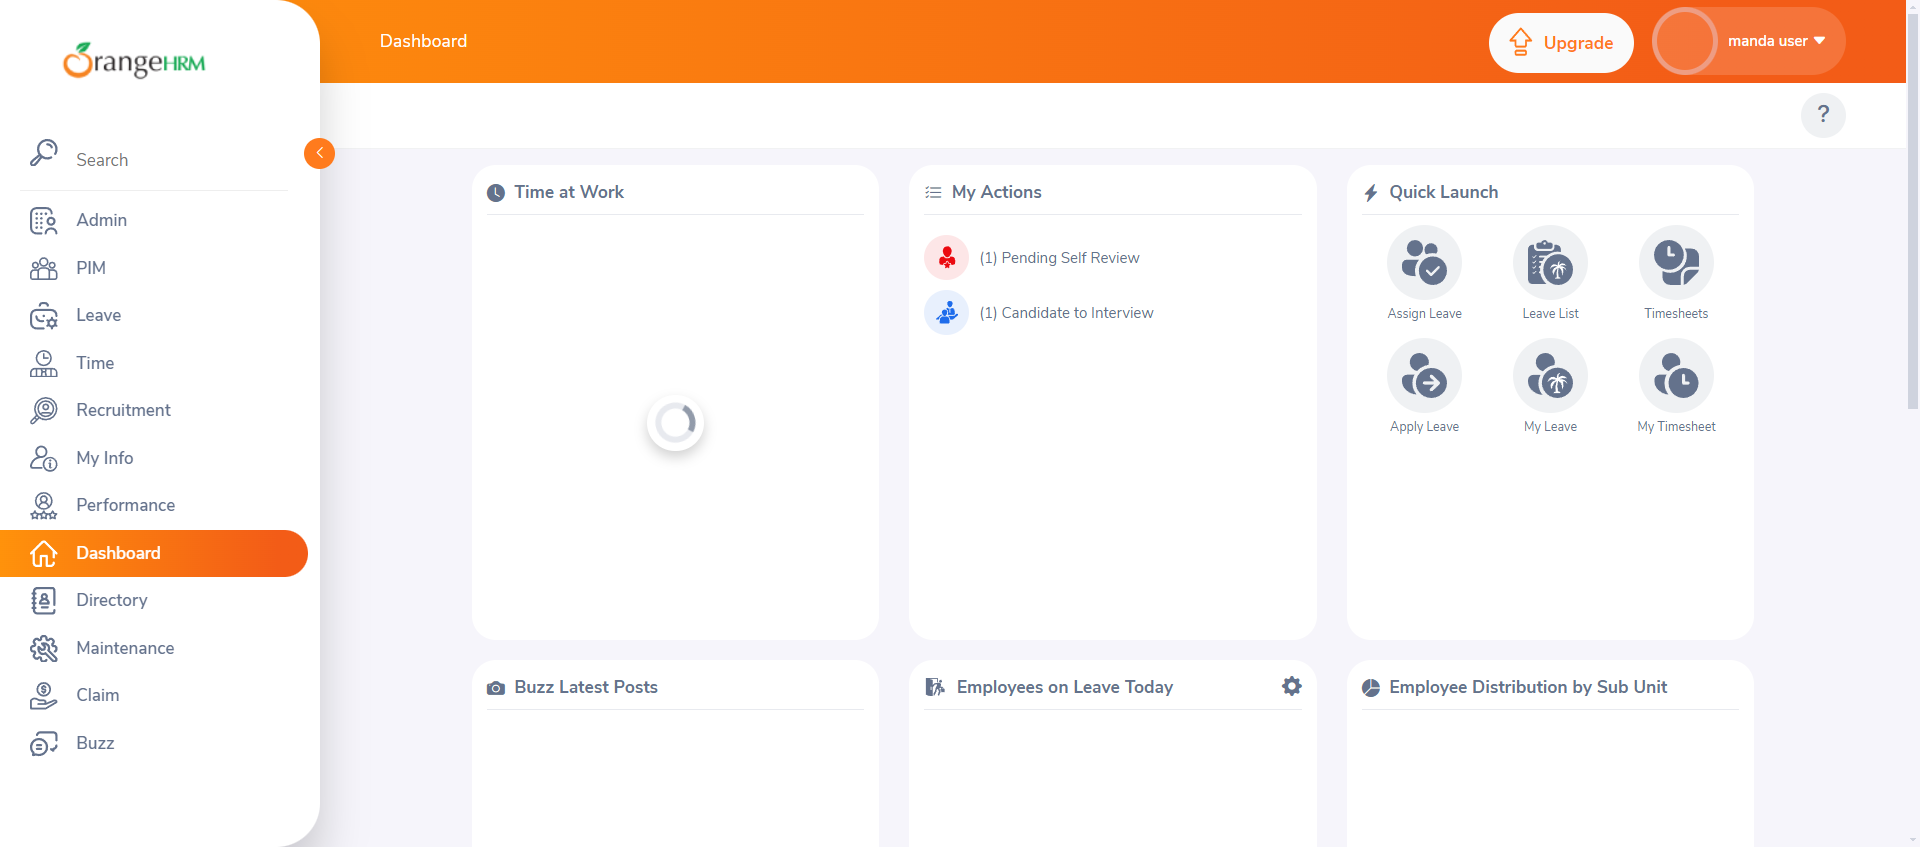 OrangeHRM
Dashboard
Upgrade
manda user
?
Search
Admin
PIM
Leave
Time
Recruitment
My Info
Performance
Dashboard
Directory
Maintenance
Claim
Buzz
Time at Work
My Actions
(1) Pending Self Review
(1) Candidate to Interview
Quick Launch
Assign Leave
Leave List
Timesheets
Apply Leave
My Leave
My Timesheet
Buzz Latest Posts
Employees on Leave Today
Employee Distribution by Sub Unit